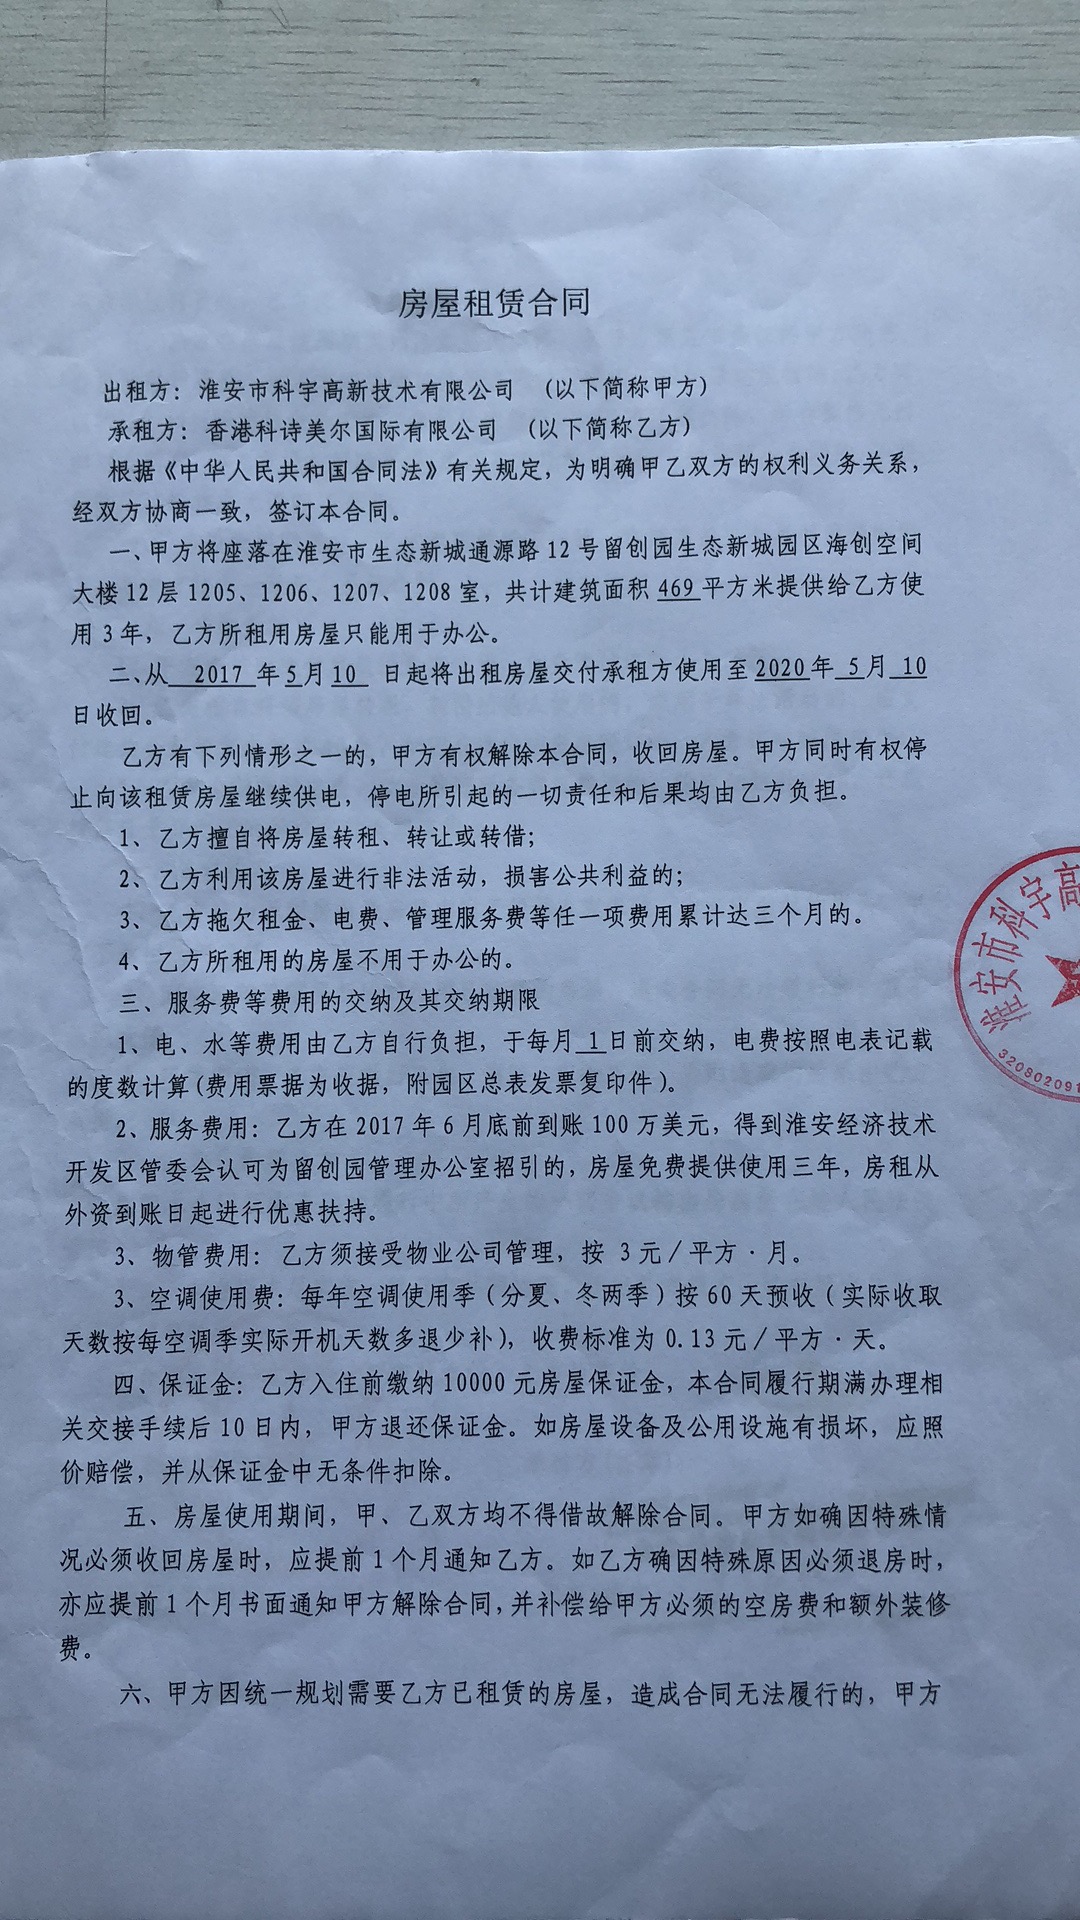 房屋租赁合同
出租方：淮安市科宇高新技术有限公司 （以下简称甲方）
承租方：香港科诗美尔国际有限公司 （以下简称乙方）
根据《中华人民共和国合同法》有关规定，为明确甲乙双方的权利义务关系，
经双方协商一致，签订本合同。
一、甲方将座落在淮安市生态新城通源路12号留创园生态新城园区海创空间
大楼12层1205、1206、1207、1208室，共计建筑面积 469 平方米提供给乙方使
用3年，乙方所租用房屋只能用于办公。
二、从 2017 年 5 月 10 日起将出租房屋交付承租方使用至 2020 年 5 月 10
日收回。
乙方有下列情形之一的，甲方有权解除本合同，收回房屋。甲方同时有权停
止向该租赁房屋继续供电，停电所引起的一切责任和后果均由乙方负担。
1、乙方擅自将房屋转租、转让或转借；
2、乙方利用该房屋进行非法活动，损害公共利益的；
3、乙方拖欠租金、电费、管理服务费等任一项费用累计达三个月的。
4、乙方所租用的房屋不用于办公的。
三、服务费等费用的交纳及其交纳期限
1、电、水等费用由乙方自行负担，于每月 1 日前交纳，电费按照电表记载
的度数计算(费用票据为收据，附园区总表发票复印件)。
2、服务费用：乙方在2017年6月底前到账100万美元，得到淮安经济技术
开发区管委会认可为留创园管理办公室招引的，房屋免费提供使用三年，房租从
外资到账日起进行优惠扶持。
3、物管费用：乙方须接受物业公司管理，按 3元／平方·月。
3、空调使用费：每年空调使用季（分夏、冬两季）按60天预收（实际收取
天数按每空调季实际开机天数多退少补），收费标准为0.13元／平方·天。
四、保证金：乙方入住前缴纳10000元房屋保证金，本合同履行期满办理相
关交接手续后10日内，甲方退还保证金。如房屋设备及公用设施有损坏，应照
价赔偿，并从保证金中无条件扣除。
五、房屋使用期间，甲、乙双方均不得借故解除合同。甲方如确因特殊情
况必须收回房屋时，应提前1个月通知乙方。如乙方确因特殊原因必须退房时，
亦应提前1个月书面通知甲方解除合同，并补偿给甲方必须的空房费和额外装修
费。
六、甲方因统一规划需要乙方已租赁的房屋，造成合同无法履行的，甲方
淮安市科宇高
320802091